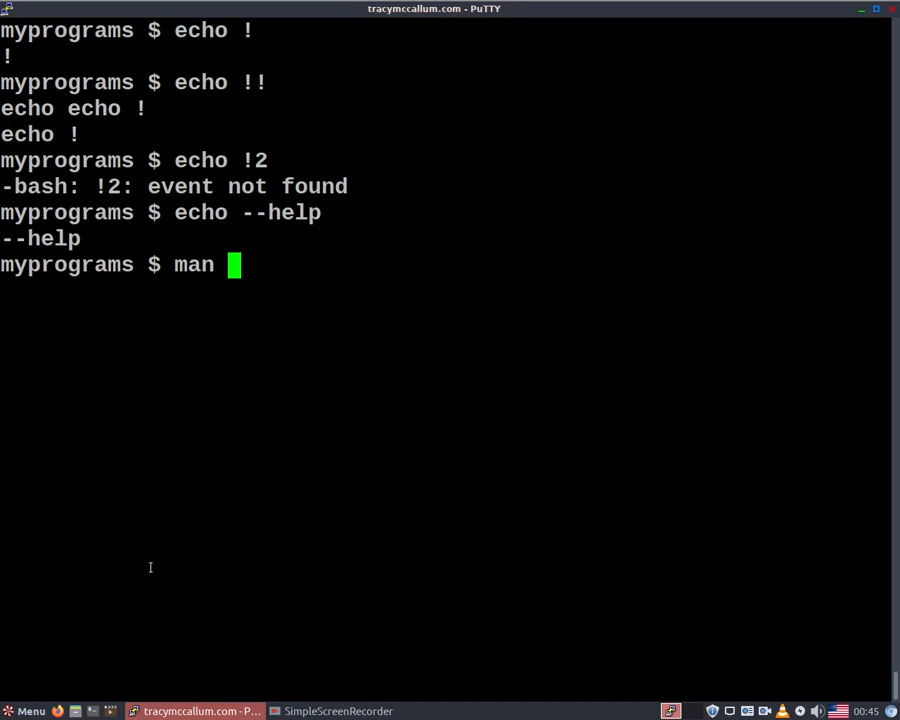 tracymccallum.com - PuTTY
myprograms $ echo !
!
myprograms $ echo !!
echo echo !
echo !
myprograms $ echo !2
-bash: !2: event not found
myprograms $ echo --help
--help
myprograms $ man
Menu
tracymccallum.com - P...
SimpleScreenRecorder
00:45